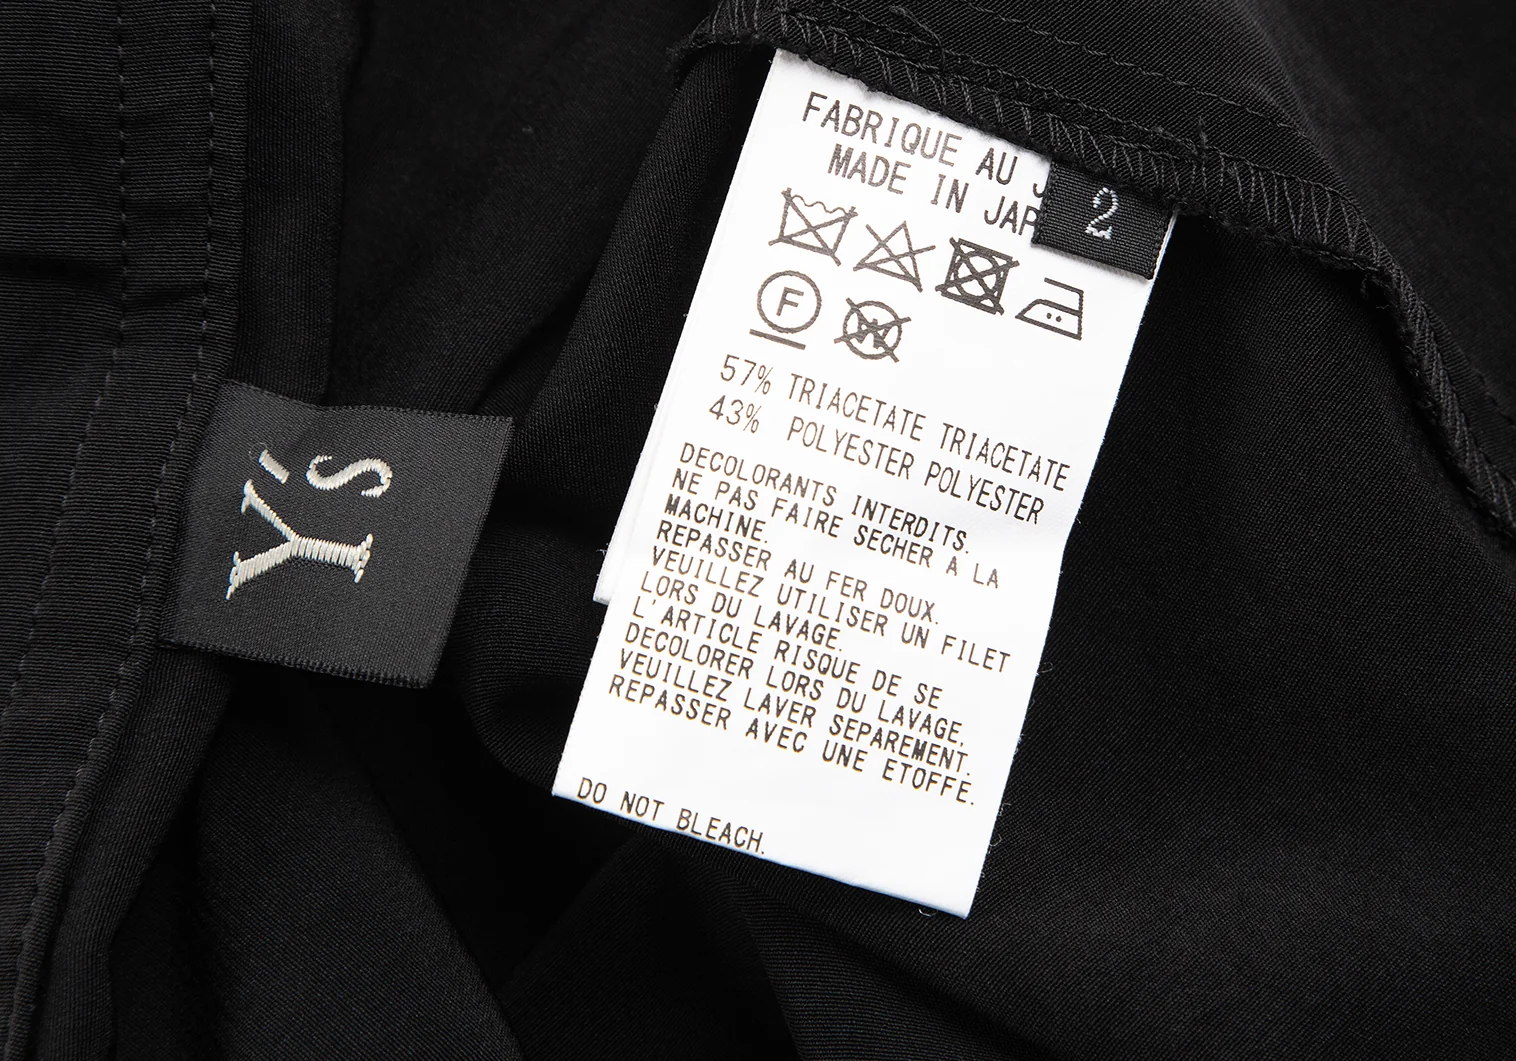 FABRIQUE AU J
MADE IN JAP
2
F
W
57% TRIACETATE TRIACETATE
43% POLYESTER POLYESTER
DECOLORANTS INTERDITS.
NE PAS FAIRE SECHER A LA
MACHINE.
REPASSER AU FER DOUX.
VEUILLEZ UTILISER UN FILET
LORS DU LAVAGE.
L'ARTICLE RISQUE DE SE
DECOLORER LORS DU LAVAGE,
VEUILLEZ LAVER SEPAREMENT.
REPASSER AVEC UNE ETOFFE.
DO NOT BLEACH.
Y's